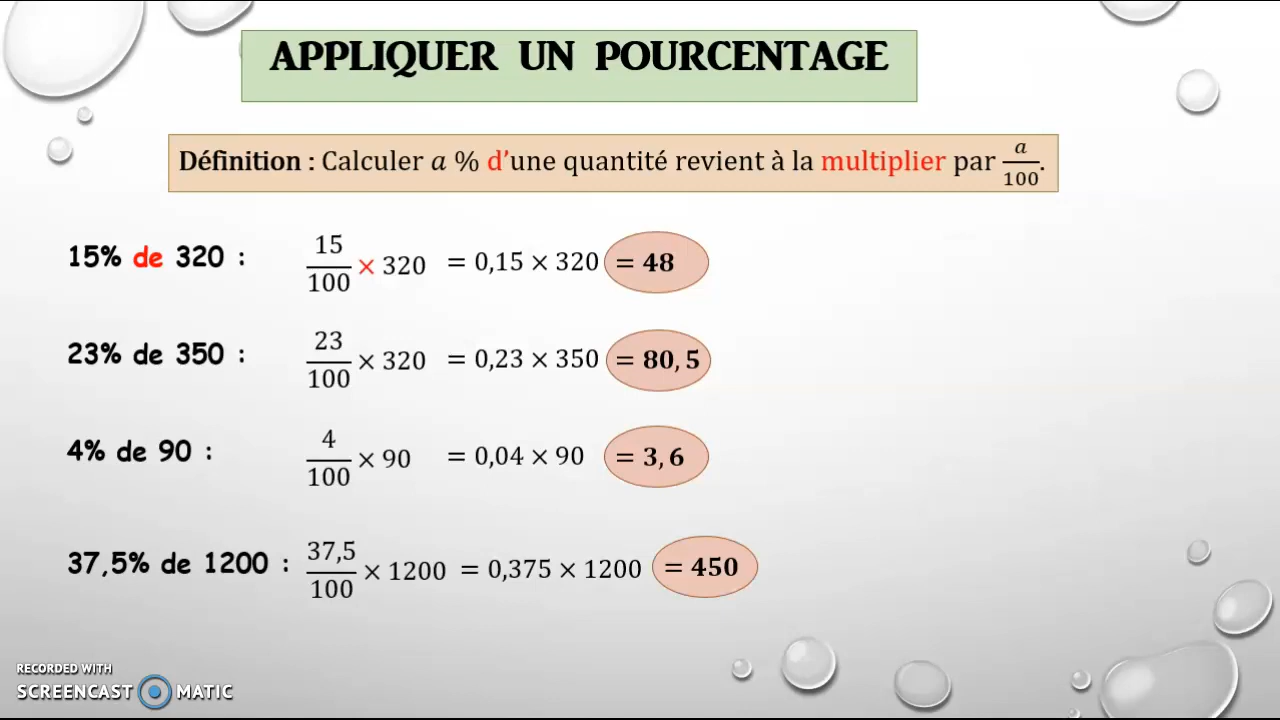 APPLIQUER UN POURCENTAGE
Définition : Calculer a % d'une quantité revient à la multiplier par a/100.
15% de 320 : 15/100 × 320 = 0,15 × 320 = 48
23% de 350 : 23/100 × 320 = 0,23 × 350 = 80,5
4% de 90 : 4/100 × 90 = 0,04 × 90 = 3,6
37,5% de 1200 : 37,5/100 × 1200 = 0,375 × 1200 = 450
RECORDED WITH
SCREENCAST MATIC